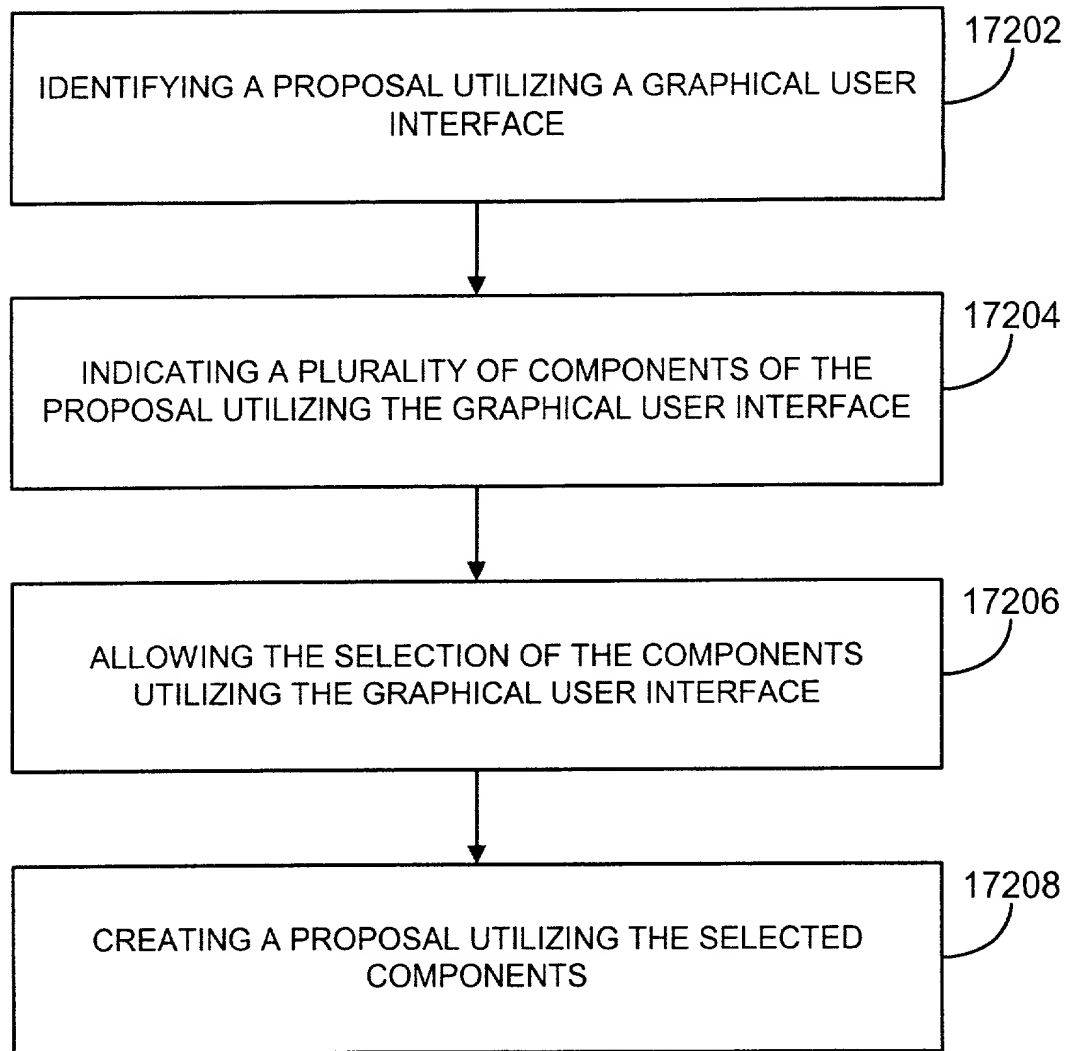 17202
IDENTIFYING A PROPOSAL UTILIZING A GRAPHICAL USER
INTERFACE
17204
INDICATING A PLURALITY OF COMPONENTS OF THE
PROPOSAL UTILIZING THE GRAPHICAL USER INTERFACE
17206
ALLOWING THE SELECTION OF THE COMPONENTS
UTILIZING THE GRAPHICAL USER INTERFACE
17208
CREATING A PROPOSAL UTILIZING THE SELECTED
COMPONENTS